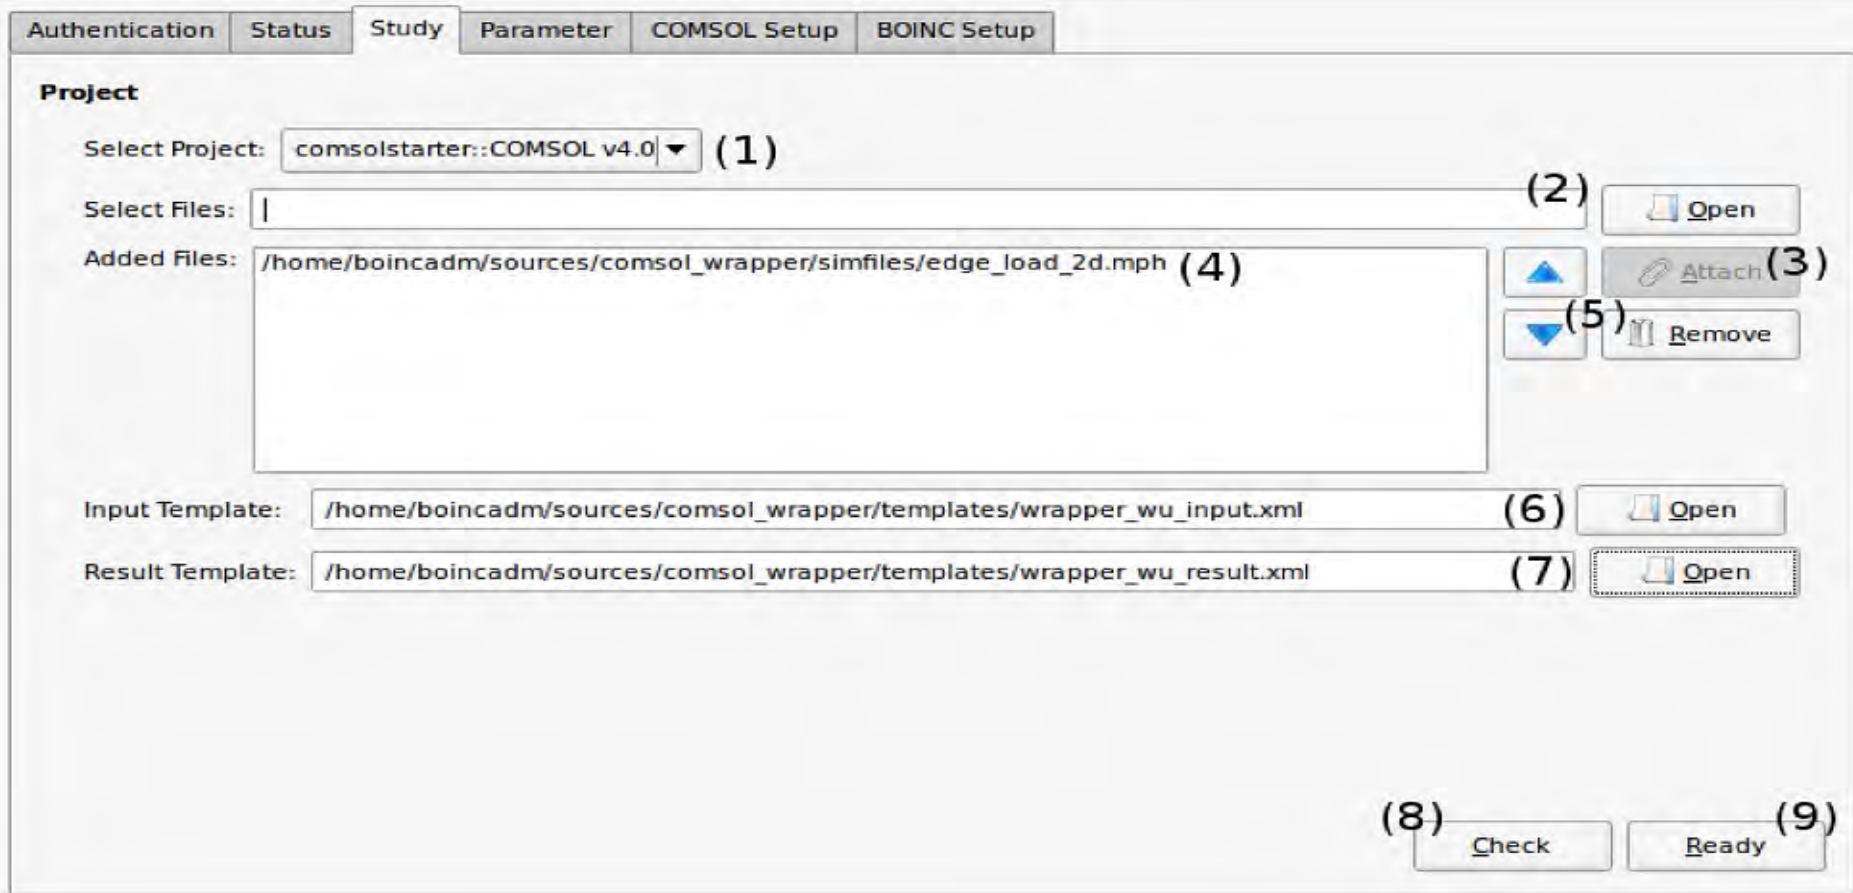 Authentication Status Study Parameter COMSOL Setup BOINC Setup
Project
Select Project: comsolstarter::COMSOL v4.0 (1)
Select Files: (2) Open
Added Files: /home/boincadm/sources/comsol_wrapper/simfiles/edge_load_2d.mph (4) Attach (3)
(5) Remove
Input Template: /home/boincadm/sources/comsol_wrapper/templates/wrapper_wu_input.xml (6) Open
Result Template: /home/boincadm/sources/comsol_wrapper/templates/wrapper_wu_result.xml (7) Open
(8) Check Ready (9)